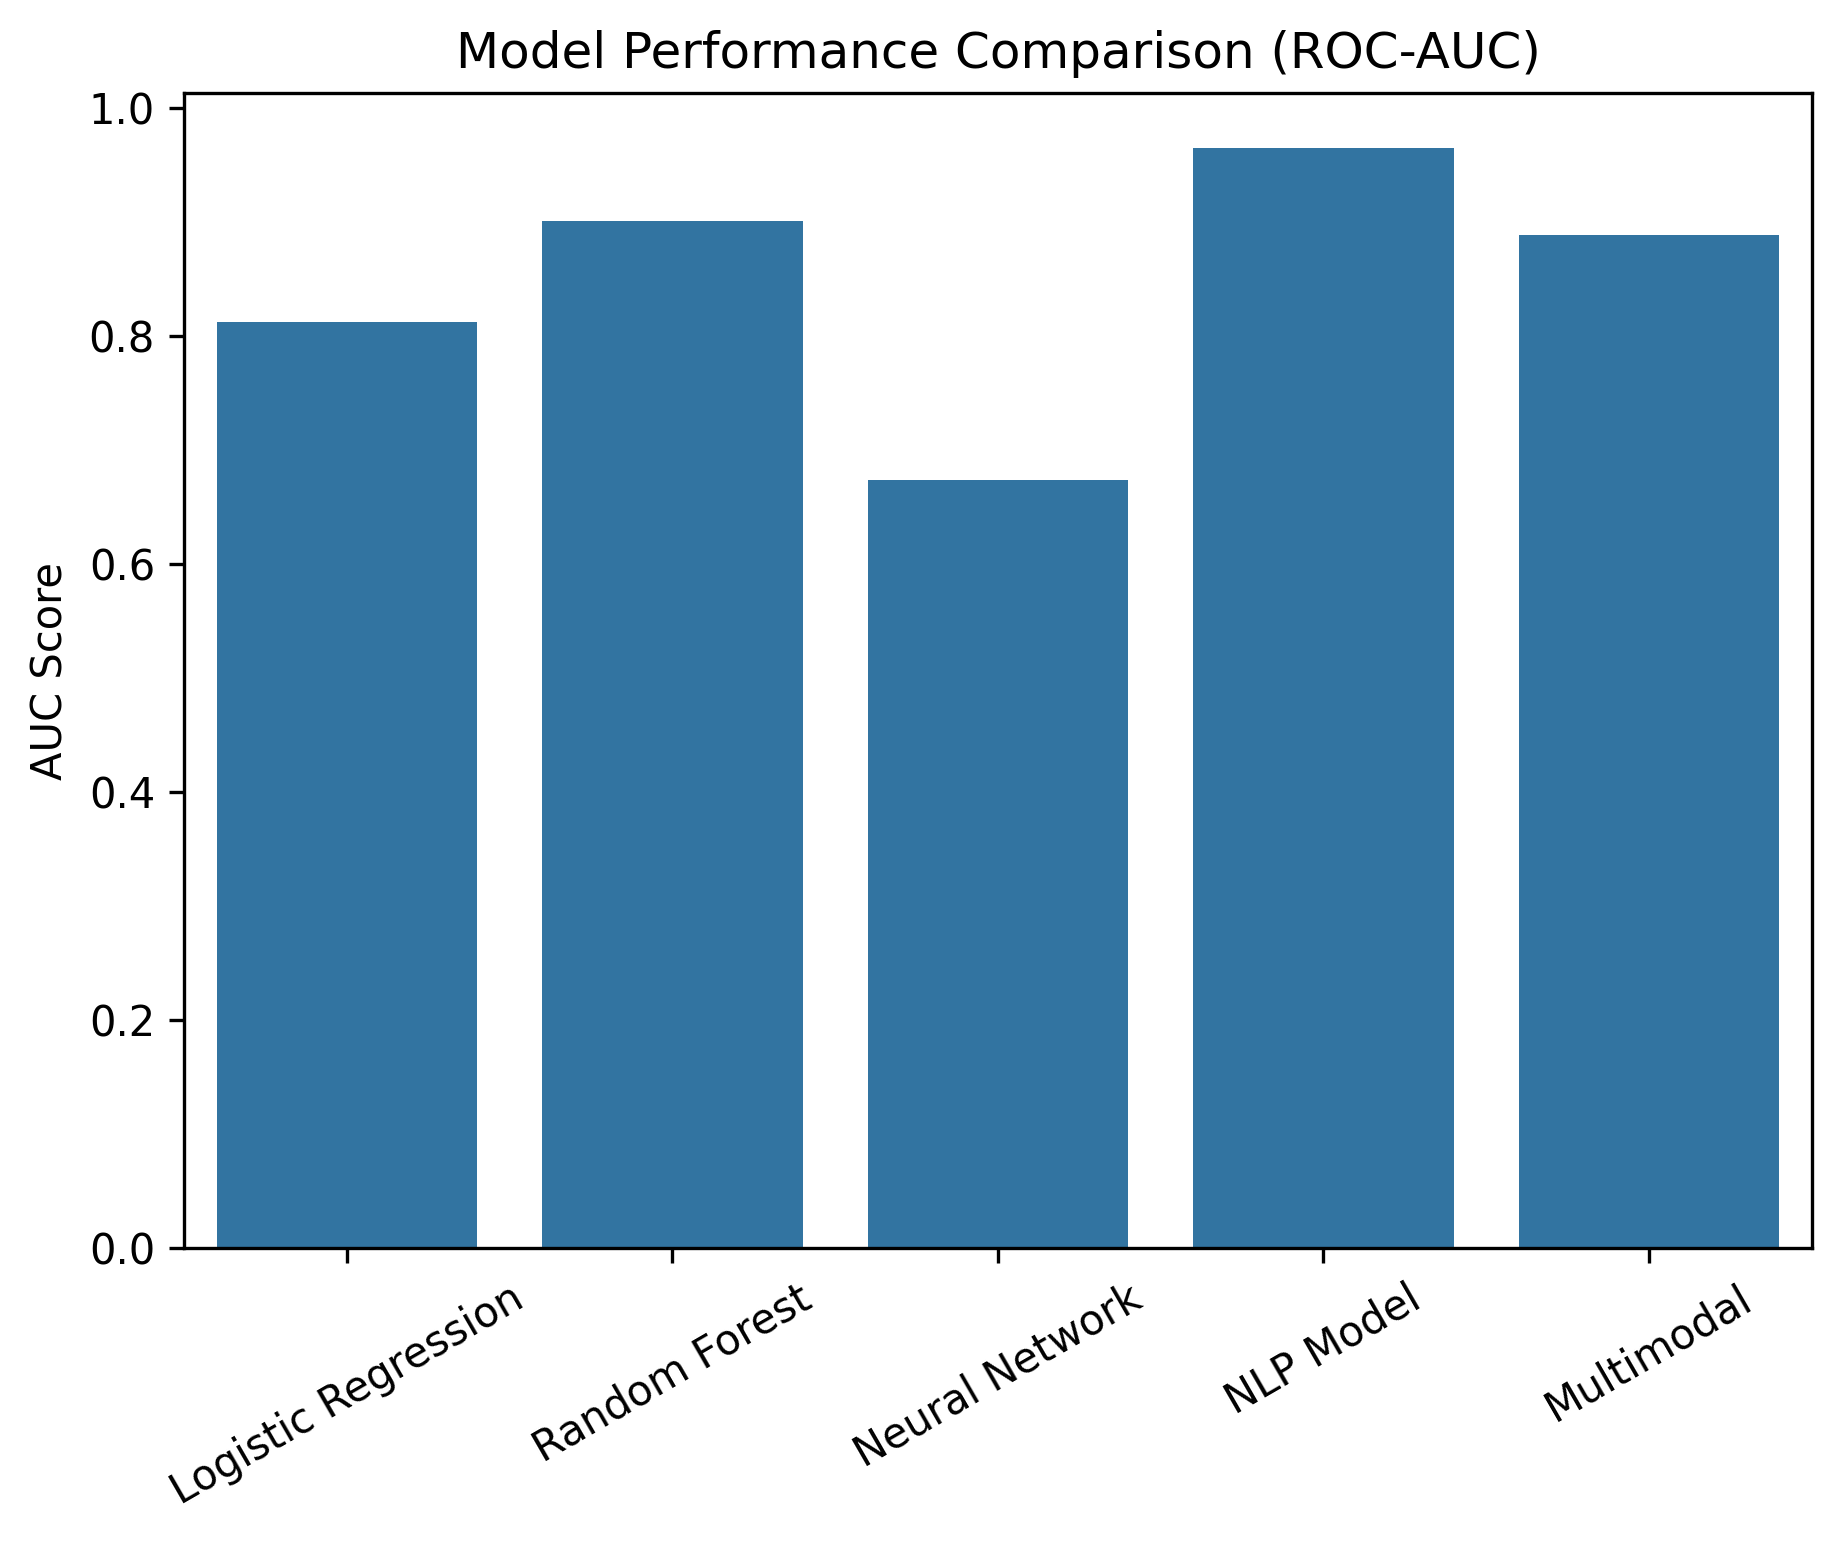 Model Performance Comparison (ROC-AUC)
1.0
0.8
0.6
0.4
0.2
0.0
AUC Score
Logistic Regression
Random Forest
Neural Network
NLP Model
Multimodal